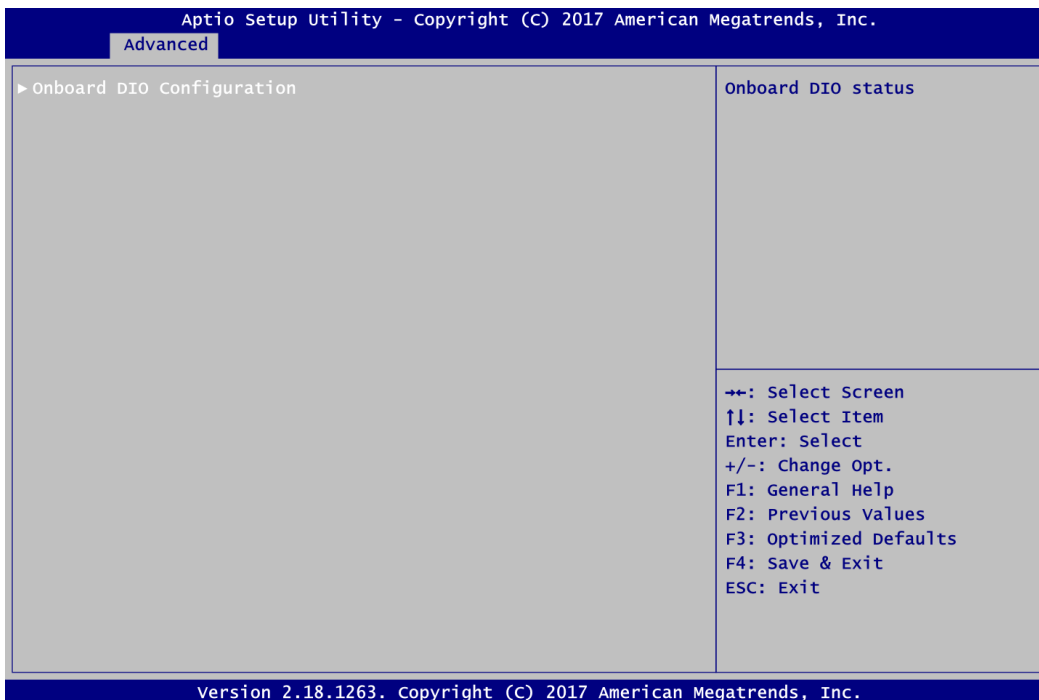 Aptio Setup Utility - Copyright (C) 2017 American Megatrends, Inc.
Advanced
▶ Onboard DIO Configuration
Onboard DIO status
→←: Select Screen
↑↓: Select Item
Enter: Select
+/-: Change Opt.
F1: General Help
F2: Previous Values
F3: Optimized Defaults
F4: Save & Exit
ESC: Exit
Version 2.18.1263. Copyright (C) 2017 American Megatrends, Inc.